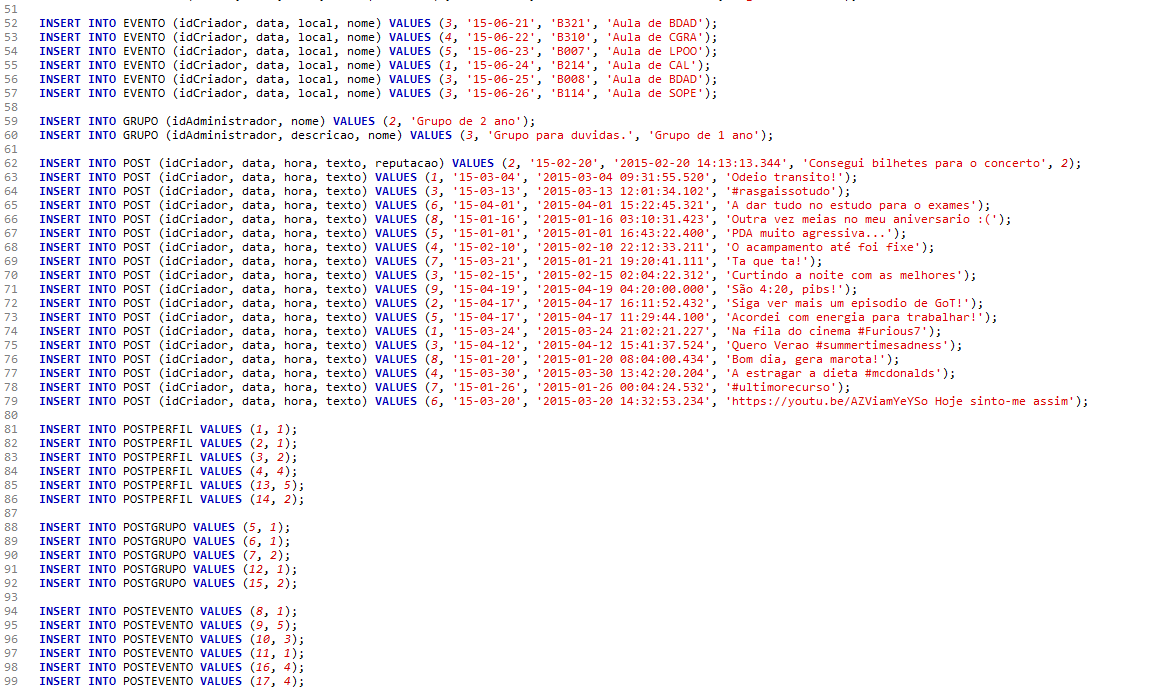 51
52 INSERT INTO EVENTO (idCriador, data, local, nome) VALUES (3, '15-06-21', 'B321', 'Aula de BDAD');
53 INSERT INTO EVENTO (idCriador, data, local, nome) VALUES (4, '15-06-22', 'B310', 'Aula de CGRA');
54 INSERT INTO EVENTO (idCriador, data, local, nome) VALUES (5, '15-06-23', 'B007', 'Aula de LPOO');
55 INSERT INTO EVENTO (idCriador, data, local, nome) VALUES (1, '15-06-24', 'B214', 'Aula de CAL');
56 INSERT INTO EVENTO (idCriador, data, local, nome) VALUES (3, '15-06-25', 'B008', 'Aula de BDAD');
57 INSERT INTO EVENTO (idCriador, data, local, nome) VALUES (3, '15-06-26', 'B114', 'Aula de SOPE');
58
59 INSERT INTO GRUPO (idAdministrador, nome) VALUES (2, 'Grupo de 2 ano');
60 INSERT INTO GRUPO (idAdministrador, descricao, nome) VALUES (3, 'Grupo para duvidas.', 'Grupo de 1 ano');
61
62 INSERT INTO POST (idCriador, data, hora, texto, reputacao) VALUES (2, '15-02-20', '2015-02-20 14:13:13.344', 'Consegui bilhetes para o concerto', 2);
63 INSERT INTO POST (idCriador, data, hora, texto) VALUES (1, '15-03-04', '2015-03-04 09:31:55.520', 'Odeio transito!');
64 INSERT INTO POST (idCriador, data, hora, texto) VALUES (3, '15-03-13', '2015-03-13 12:01:34.102', '#rasgaissotudo');
65 INSERT INTO POST (idCriador, data, hora, texto) VALUES (6, '15-04-01', '2015-04-01 15:22:45.321', 'A dar tudo no estudo para o exames');
66 INSERT INTO POST (idCriador, data, hora, texto) VALUES (8, '15-01-16', '2015-01-16 03:10:31.423', 'Outra vez meias no meu aniversario :(');
67 INSERT INTO POST (idCriador, data, hora, texto) VALUES (5, '15-01-01', '2015-01-01 16:43:22.400', 'PDA muito agressiva...');
68 INSERT INTO POST (idCriador, data, hora, texto) VALUES (4, '15-02-10', '2015-02-10 22:12:33.211', 'O acampamento até foi fixe');
69 INSERT INTO POST (idCriador, data, hora, texto) VALUES (7, '15-03-21', '2015-01-21 19:20:41.111', 'Ta que ta!');
70 INSERT INTO POST (idCriador, data, hora, texto) VALUES (3, '15-02-15', '2015-02-15 02:04:22.312', 'Curtindo a noite com as melhores');
71 INSERT INTO POST (idCriador, data, hora, texto) VALUES (9, '15-04-19', '2015-04-19 04:20:00.000', 'São 4:20, pibs!');
72 INSERT INTO POST (idCriador, data, hora, texto) VALUES (2, '15-04-17', '2015-04-17 16:11:52.432', 'Siga ver mais um episodio de GoT!');
73 INSERT INTO POST (idCriador, data, hora, texto) VALUES (5, '15-04-17', '2015-04-17 11:29:44.100', 'Acordei com energia para trabalhar!');
74 INSERT INTO POST (idCriador, data, hora, texto) VALUES (1, '15-03-24', '2015-03-24 21:02:21.227', 'Na fila do cinema #Furious7');
75 INSERT INTO POST (idCriador, data, hora, texto) VALUES (3, '15-04-12', '2015-04-12 15:41:37.524', 'Quero Verao #summertimesadness');
76 INSERT INTO POST (idCriador, data, hora, texto) VALUES (8, '15-01-20', '2015-01-20 08:04:00.434', 'Bom dia, gera marota!');
77 INSERT INTO POST (idCriador, data, hora, texto) VALUES (4, '15-03-30', '2015-03-30 13:42:20.204', 'A estragar a dieta #mcdonalds');
78 INSERT INTO POST (idCriador, data, hora, texto) VALUES (7, '15-01-26', '2015-01-26 00:04:24.532', '#ultimorecurso');
79 INSERT INTO POST (idCriador, data, hora, texto) VALUES (6, '15-03-20', '2015-03-20 14:32:53.234', 'https://youtu.be/AZViamYeYSo Hoje sinto-me assim');
80
81 INSERT INTO POSTPERFIL VALUES (1, 1);
82 INSERT INTO POSTPERFIL VALUES (2, 1);
83 INSERT INTO POSTPERFIL VALUES (3, 2);
84 INSERT INTO POSTPERFIL VALUES (4, 4);
85 INSERT INTO POSTPERFIL VALUES (13, 5);
86 INSERT INTO POSTPERFIL VALUES (14, 2);
87
88 INSERT INTO POSTGRUPO VALUES (5, 1);
89 INSERT INTO POSTGRUPO VALUES (6, 1);
90 INSERT INTO POSTGRUPO VALUES (7, 2);
91 INSERT INTO POSTGRUPO VALUES (12, 1);
92 INSERT INTO POSTGRUPO VALUES (15, 2);
93
94 INSERT INTO POSTEVENTO VALUES (8, 1);
95 INSERT INTO POSTEVENTO VALUES (9, 5);
96 INSERT INTO POSTEVENTO VALUES (10, 3);
97 INSERT INTO POSTEVENTO VALUES (11, 1);
98 INSERT INTO POSTEVENTO VALUES (16, 4);
99 INSERT INTO POSTEVENTO VALUES (17, 4);